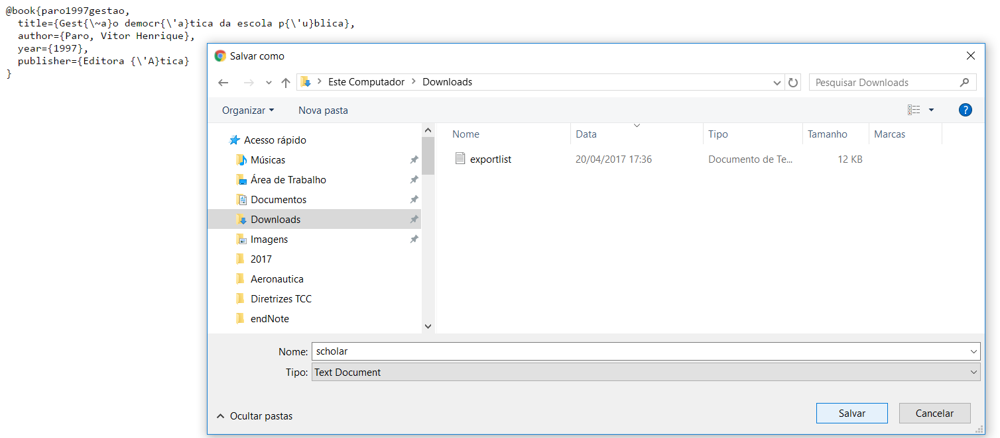 @book{paro1997gestao,
title={Gest{\~a}o democr{\'a}tica da escola p{\'u}blica},
author={Paro, Vitor Henrique},
year={1997},
publisher={Editora {\'A}tica}
}
Salvar como
Este Computador > Downloads
Pesquisar Downloads
Organizar
Nova pasta
?
Acesso rápido
Músicas
Área de Trabalho
Documentos
Downloads
Imagens
2017
Aeronautica
Diretrizes TCC
endNote
Nome Data Tipo Tamanho Marcas
exportlist 20/04/2017 17:36 Documento de Te... 12 KB
Nome: scholar
Tipo: Text Document
Ocultar pastas
Salvar
Cancelar